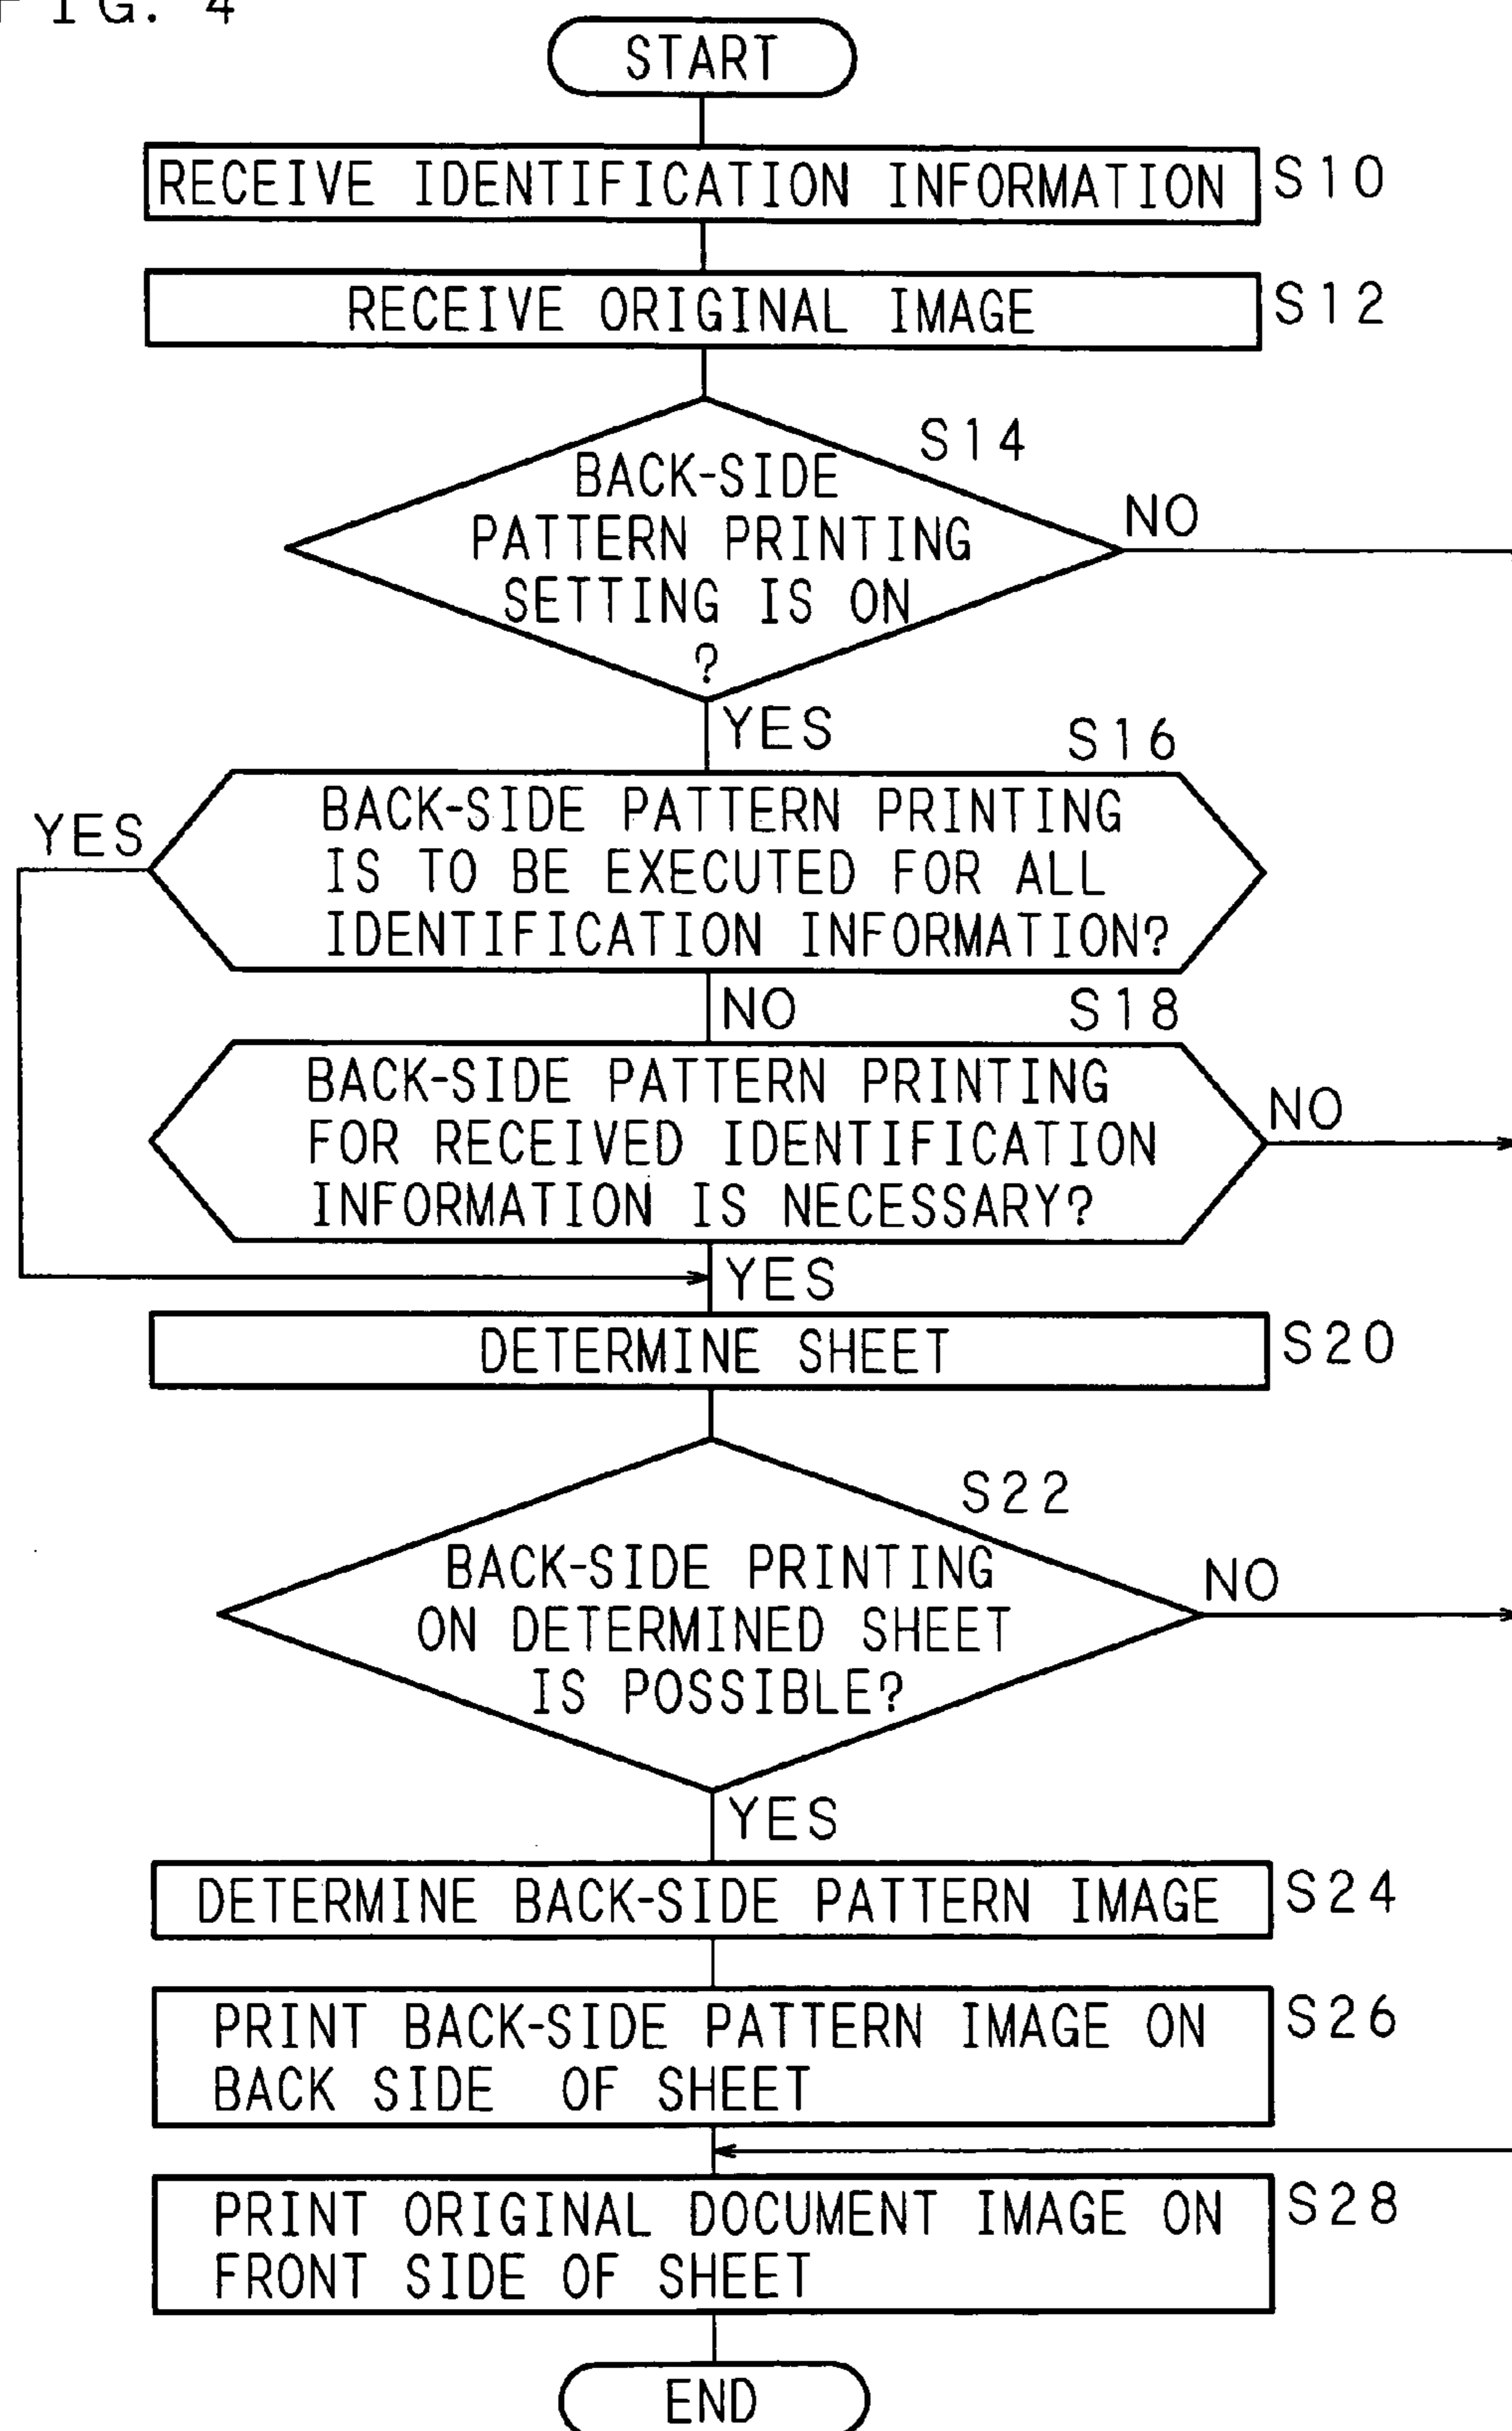 FIG. 4
START
RECEIVE IDENTIFICATION INFORMATION
S10
RECEIVE ORIGINAL IMAGE
S12
S14
BACK-SIDE
PATTERN PRINTING
SETTING IS ON
?
NO
YES
S16
BACK-SIDE PATTERN PRINTING
IS TO BE EXECUTED FOR ALL
IDENTIFICATION INFORMATION?
YES
NO
S18
BACK-SIDE PATTERN PRINTING
FOR RECEIVED IDENTIFICATION
INFORMATION IS NECESSARY?
NO
YES
DETERMINE SHEET
S20
S22
BACK-SIDE PRINTING
ON DETERMINED SHEET
IS POSSIBLE?
NO
YES
DETERMINE BACK-SIDE PATTERN IMAGE
S24
PRINT BACK-SIDE PATTERN IMAGE ON
BACK SIDE OF SHEET
S26
PRINT ORIGINAL DOCUMENT IMAGE ON
FRONT SIDE OF SHEET
S28
END